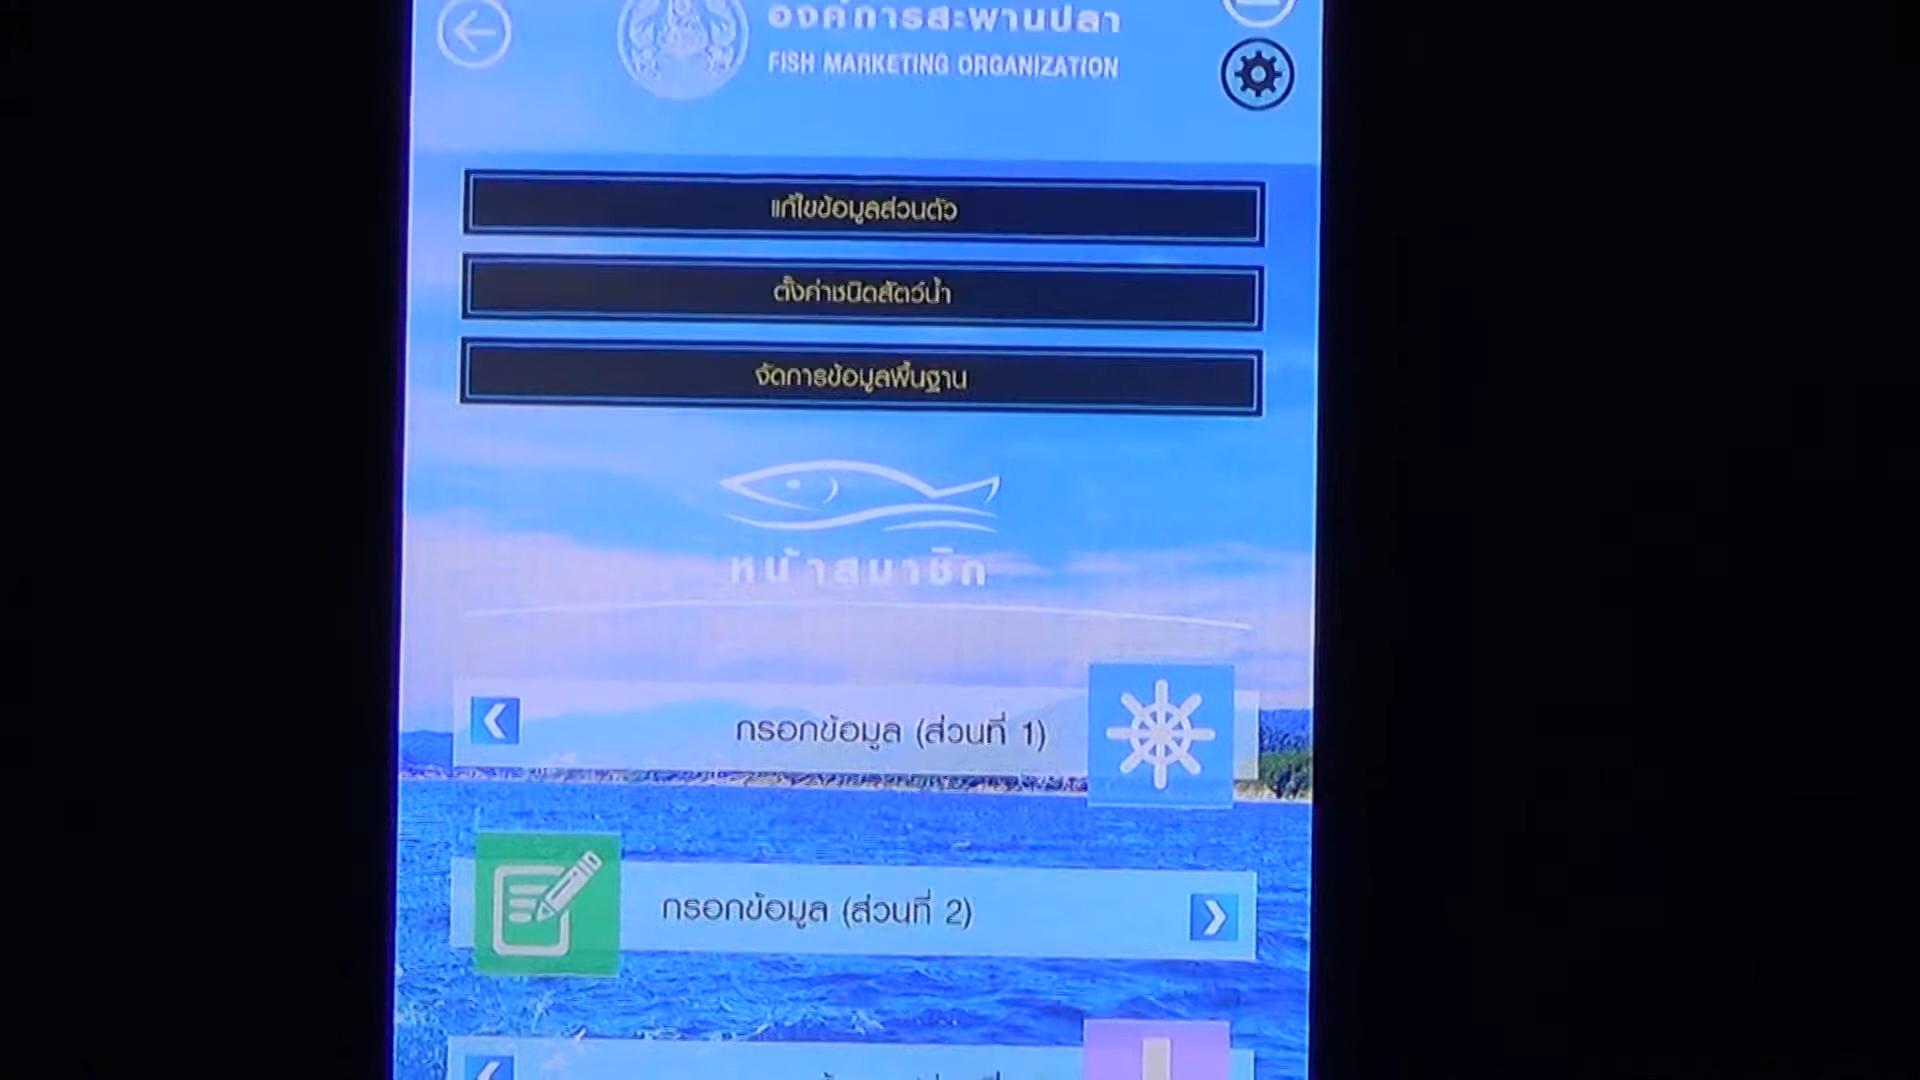 องค์การสะพานปลา
FISH MARKETING ORGANIZATION
แก้ไขข้อมูลส่วนตัว
ตั้งค่าชนิดสัตว์น้ำ
จัดการข้อมูลพื้นฐาน
หน้าสมาชิก
กรอกข้อมูล (ส่วนที่ 1)
กรอกข้อมูล (ส่วนที่ 2)